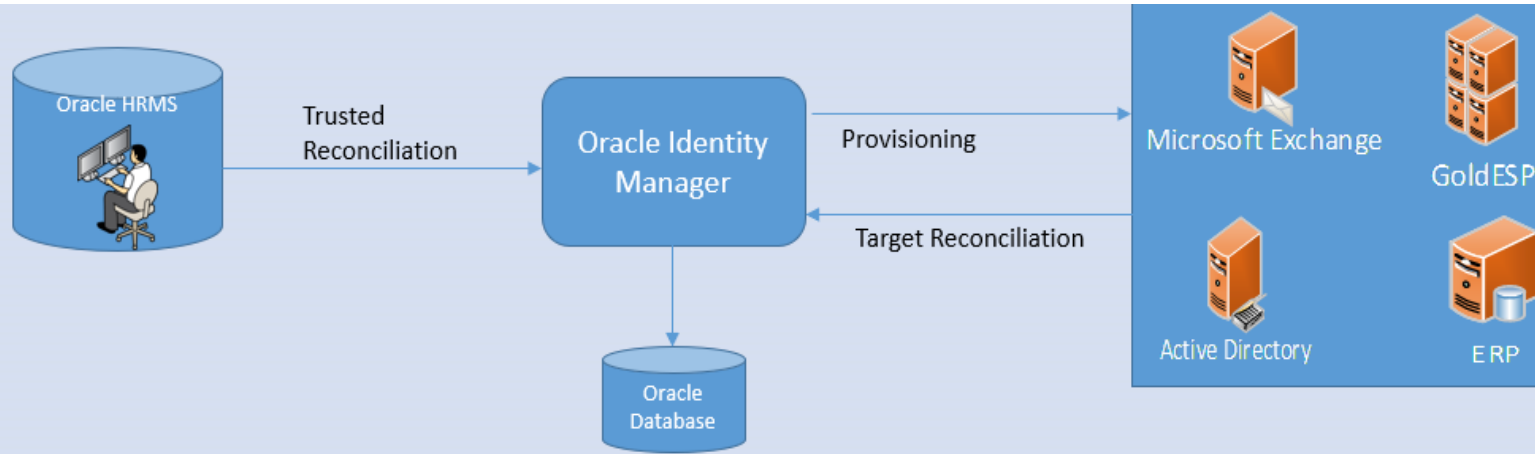 Oracle HRMS
Trusted
Reconciliation
Oracle Identity
Manager
Provisioning
Target Reconciliation
Oracle
Database
Microsoft Exchange
GoldESP
Active Directory
ERP